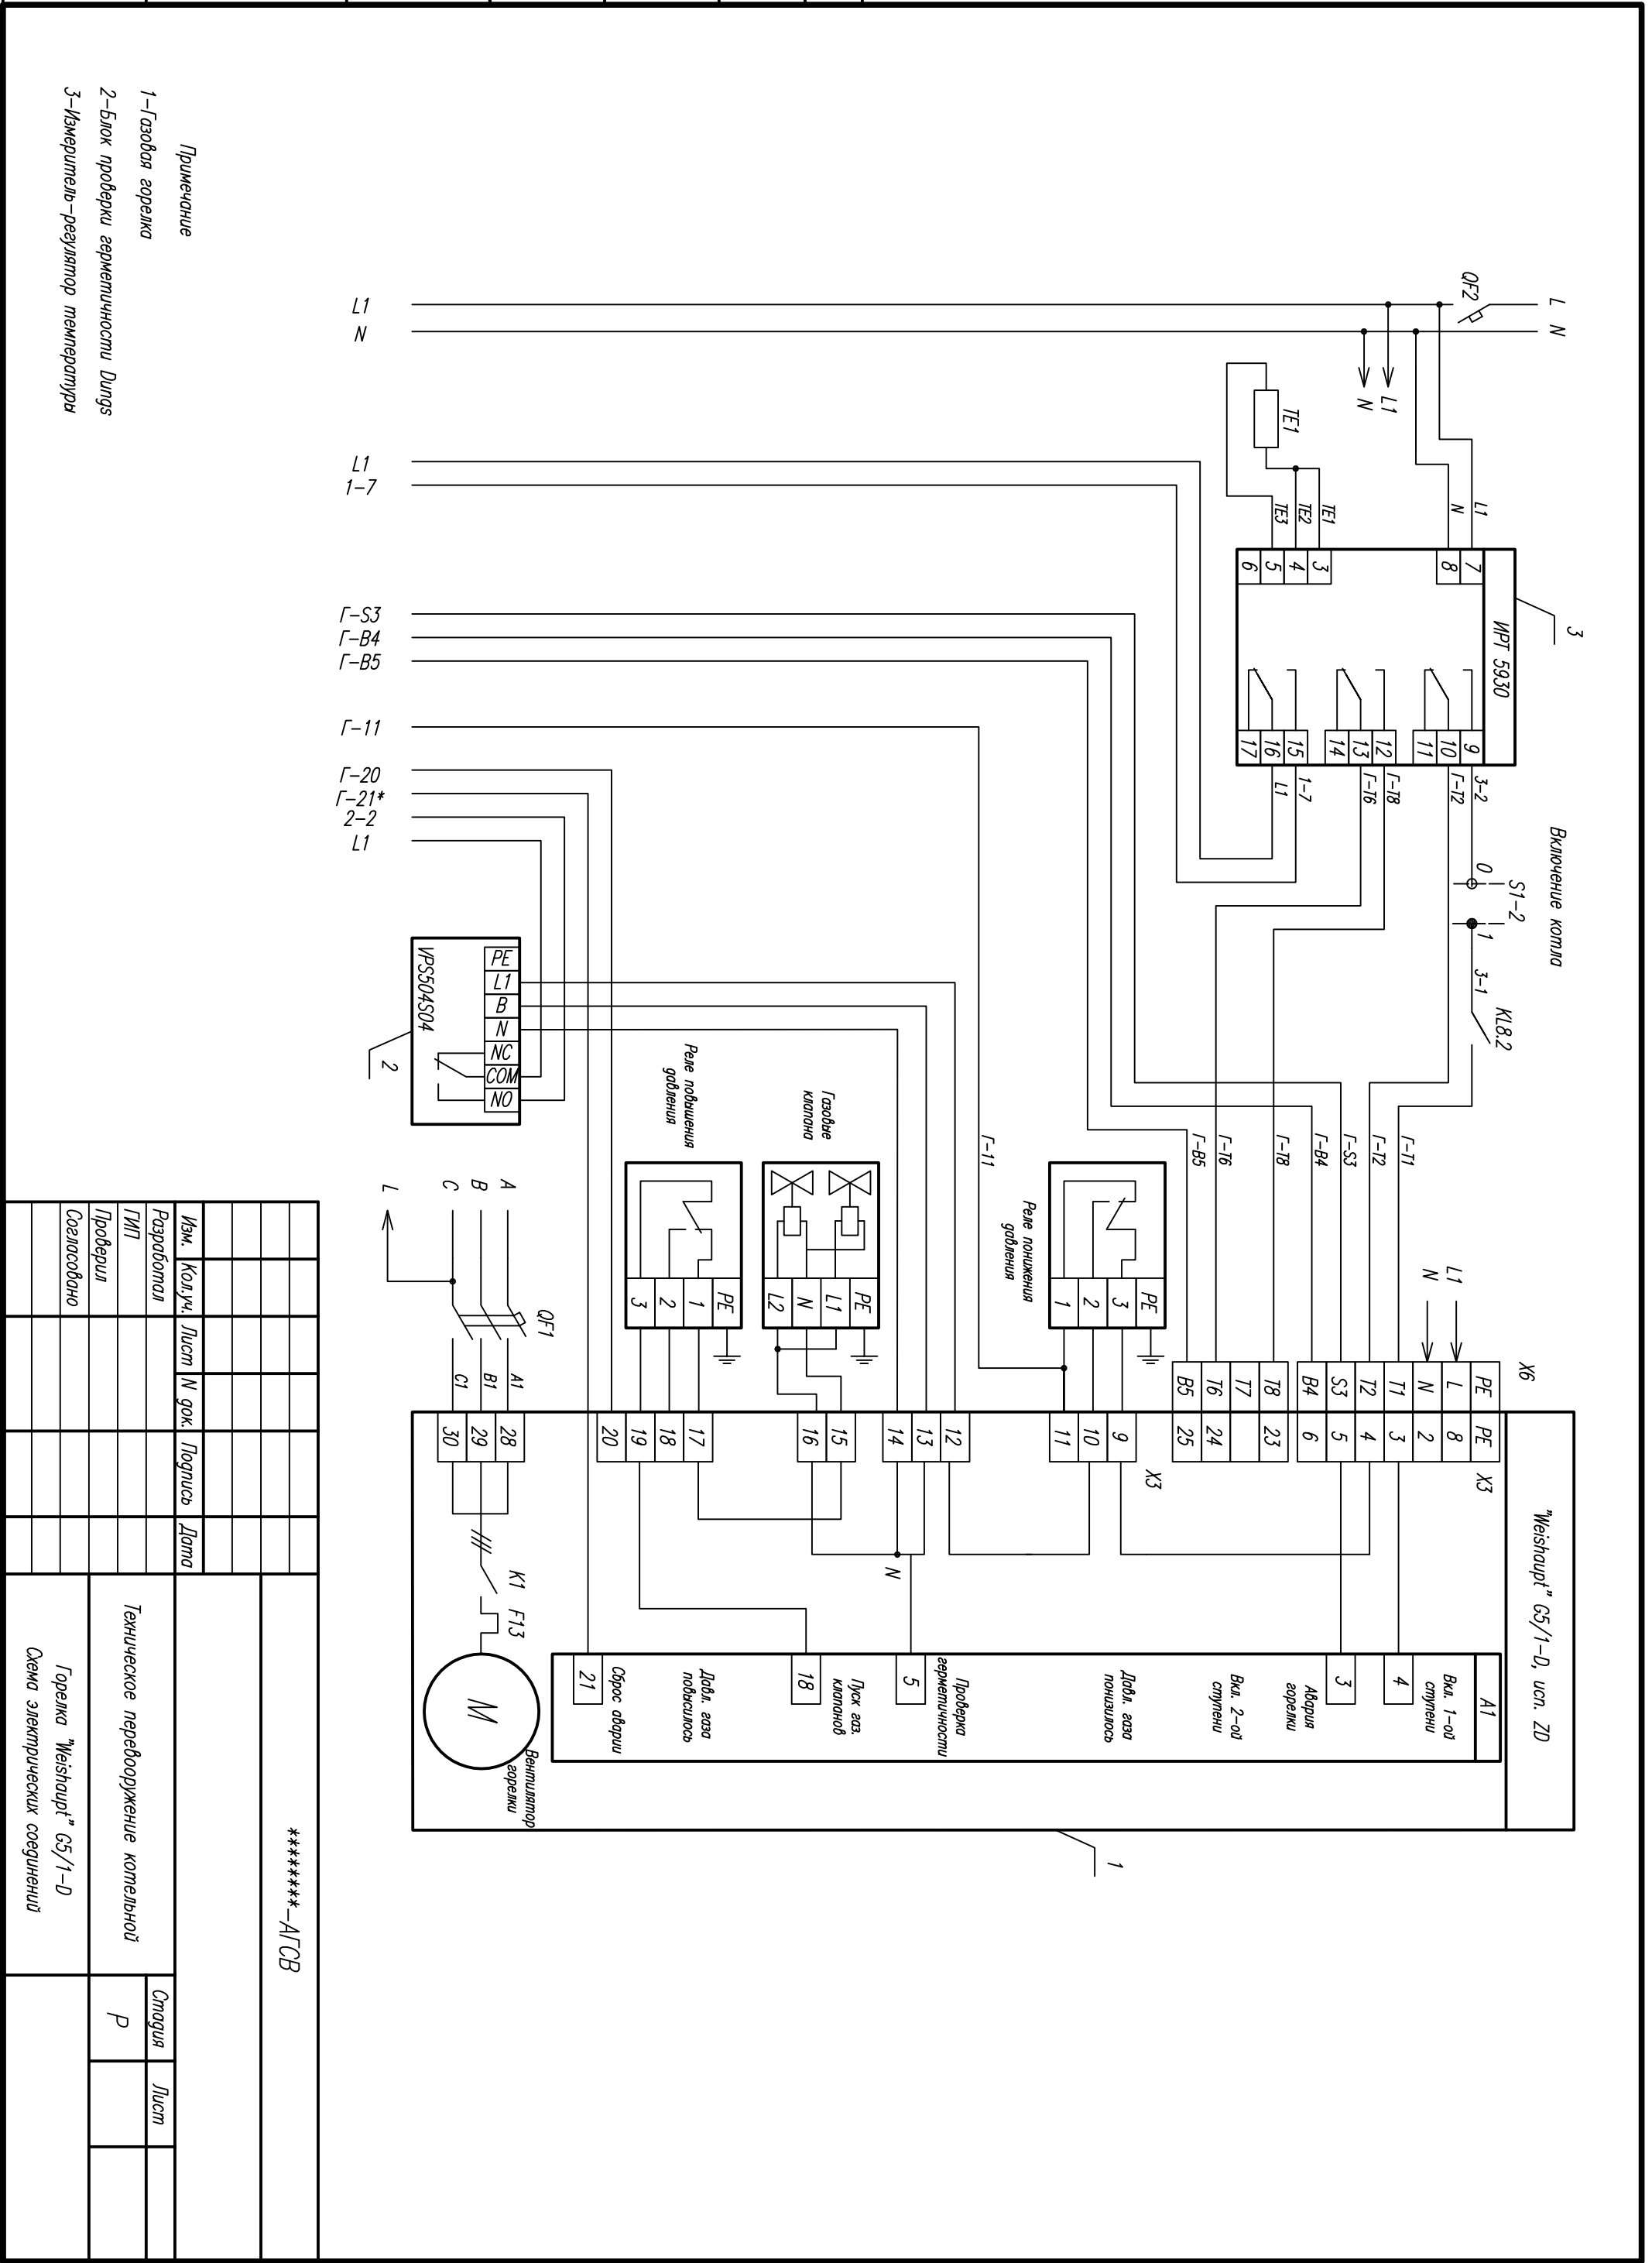 L
N
QF2
L1
N
L1
N
L1
N
TE1
TE1
TE2
TE3
7
8
3
4
5
6
ИРТ 5930
3
9
10
11
12
13
14
15
16
17
3-2
Г-Т2
Г-Т8
Г-Т6
1-7
L1
Включение котла
S1-2
0
1
3-1
KL8.2
L1
1-7
Г-S3
Г-B4
Г-B5
Г-11
Г-20
Г-21*
2-2
L1
Г-Т1
Г-Т2
Г-S3
Г-B4
Г-Т8
Г-Т6
Г-B5
Г-11
L1
N
X6
PE
L
N
T1
T2
S3
B4
T8
T7
T6
B5
X3
PE
8
2
3
4
5
6
23
24
25
X3
9
10
11
12
13
14
15
16
17
18
19
20
28
29
30
Реле понижения
давления
PE
3
2
1
Газовые
клапана
PE
L1
N
L2
Реле повышения
давления
PE
1
2
3
VPS504S04
PE
L1
B
N
NC
COM
NO
2
A
B
C
L
QF1
A1
B1
C1
"Weishaupt" G5/1-D, исп. ZD
A1
Вкл. 1-ой
ступени
4
Авария
горелки
3
Вкл. 2-ой
ступени
Давл. газа
понизилось
Проверка
герметичности
5
Пуск газ.
клапанов
18
Давл. газа
повысилось
Сброс аварии
21
N
K1
F13
M
Вентилятор
горелки
1
Примечание
1-Газовая горелка
2-Блок проверки герметичности Dungs
3-Измеритель-регулятор температуры
*******-АГСВ
Изм. Кол.уч. Лист N док. Подпись Дата
Разработал
ГИП
Проверил
Согласовано
Техническое перевооружение котельной
Стадия Лист
Р
Горелка "Weishaupt" G5/1-D
Схема электрических соединений